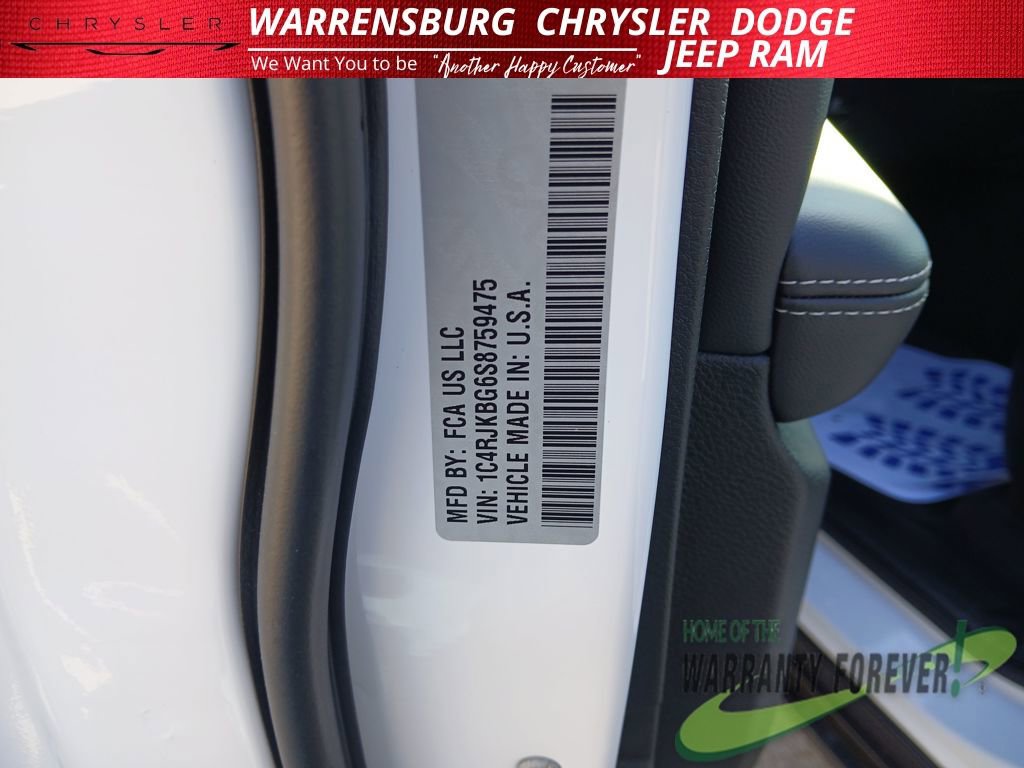 CHRYSLER
WARRENSBURG CHRYSLER DODGE
JEEP RAM
We Want You to be "Another Happy Customer"
MFD BY: FCA US LLC
VIN: 1C4RJKBG6S8759475
VEHICLE MADE IN: U.S.A.
HOME OF THE
WARRANTY FOREVER!